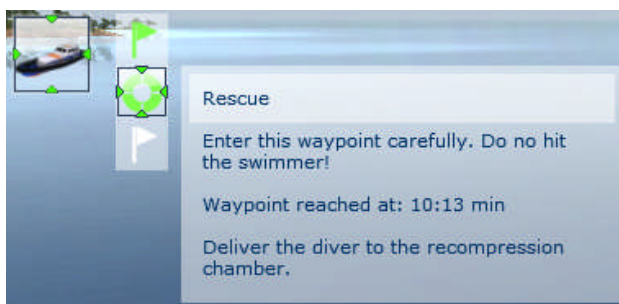 Rescue
Enter this waypoint carefully. Do no hit
the swimmer!
Waypoint reached at: 10:13 min
Deliver the diver to the recompression
chamber.